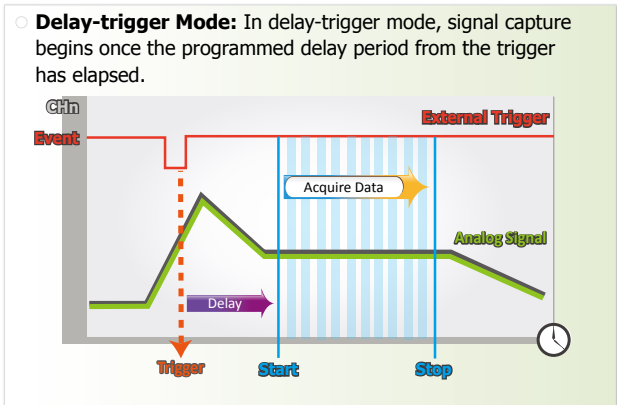 Delay-trigger Mode: In delay-trigger mode, signal capture
begins once the programmed delay period from the trigger
has elapsed.
CHn
External Trigger
Event
Acquire Data
Analog Signal
Delay
Trigger
Start
Stop